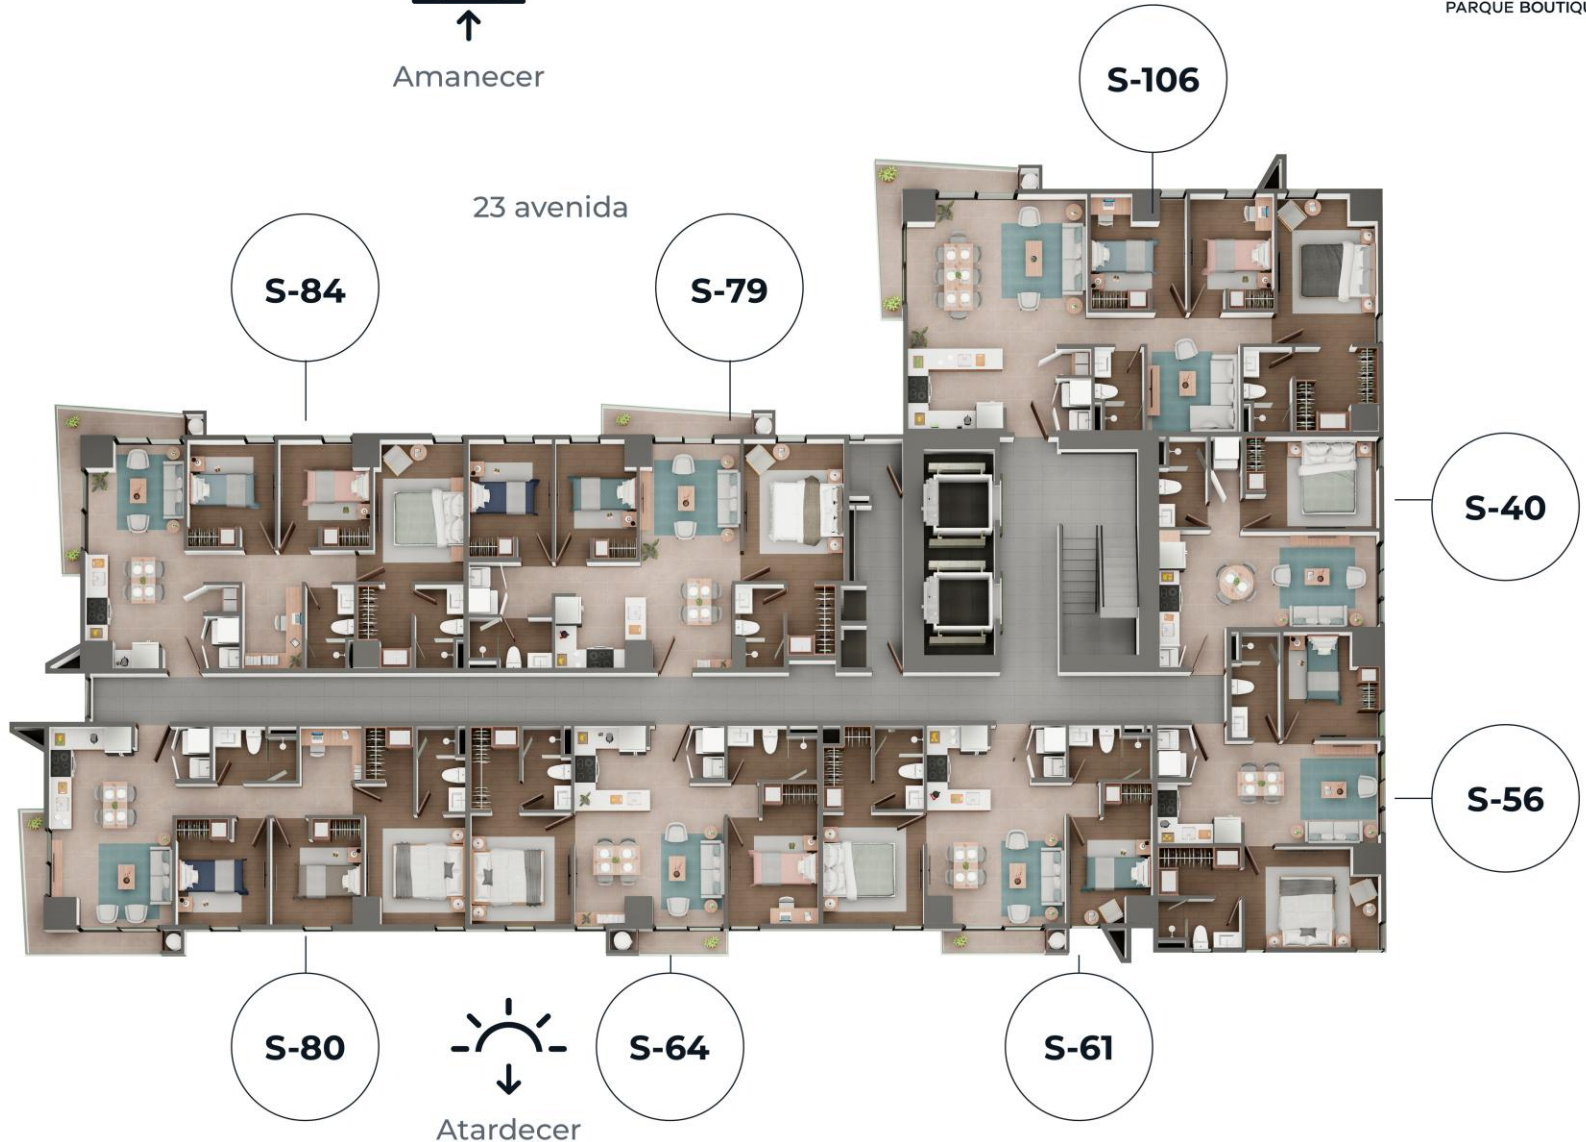 PARQUE BOUTIQU
Amanecer
S-106
23 avenida
S-84
S-79
S-40
S-56
S-80
S-64
S-61
Atardecer